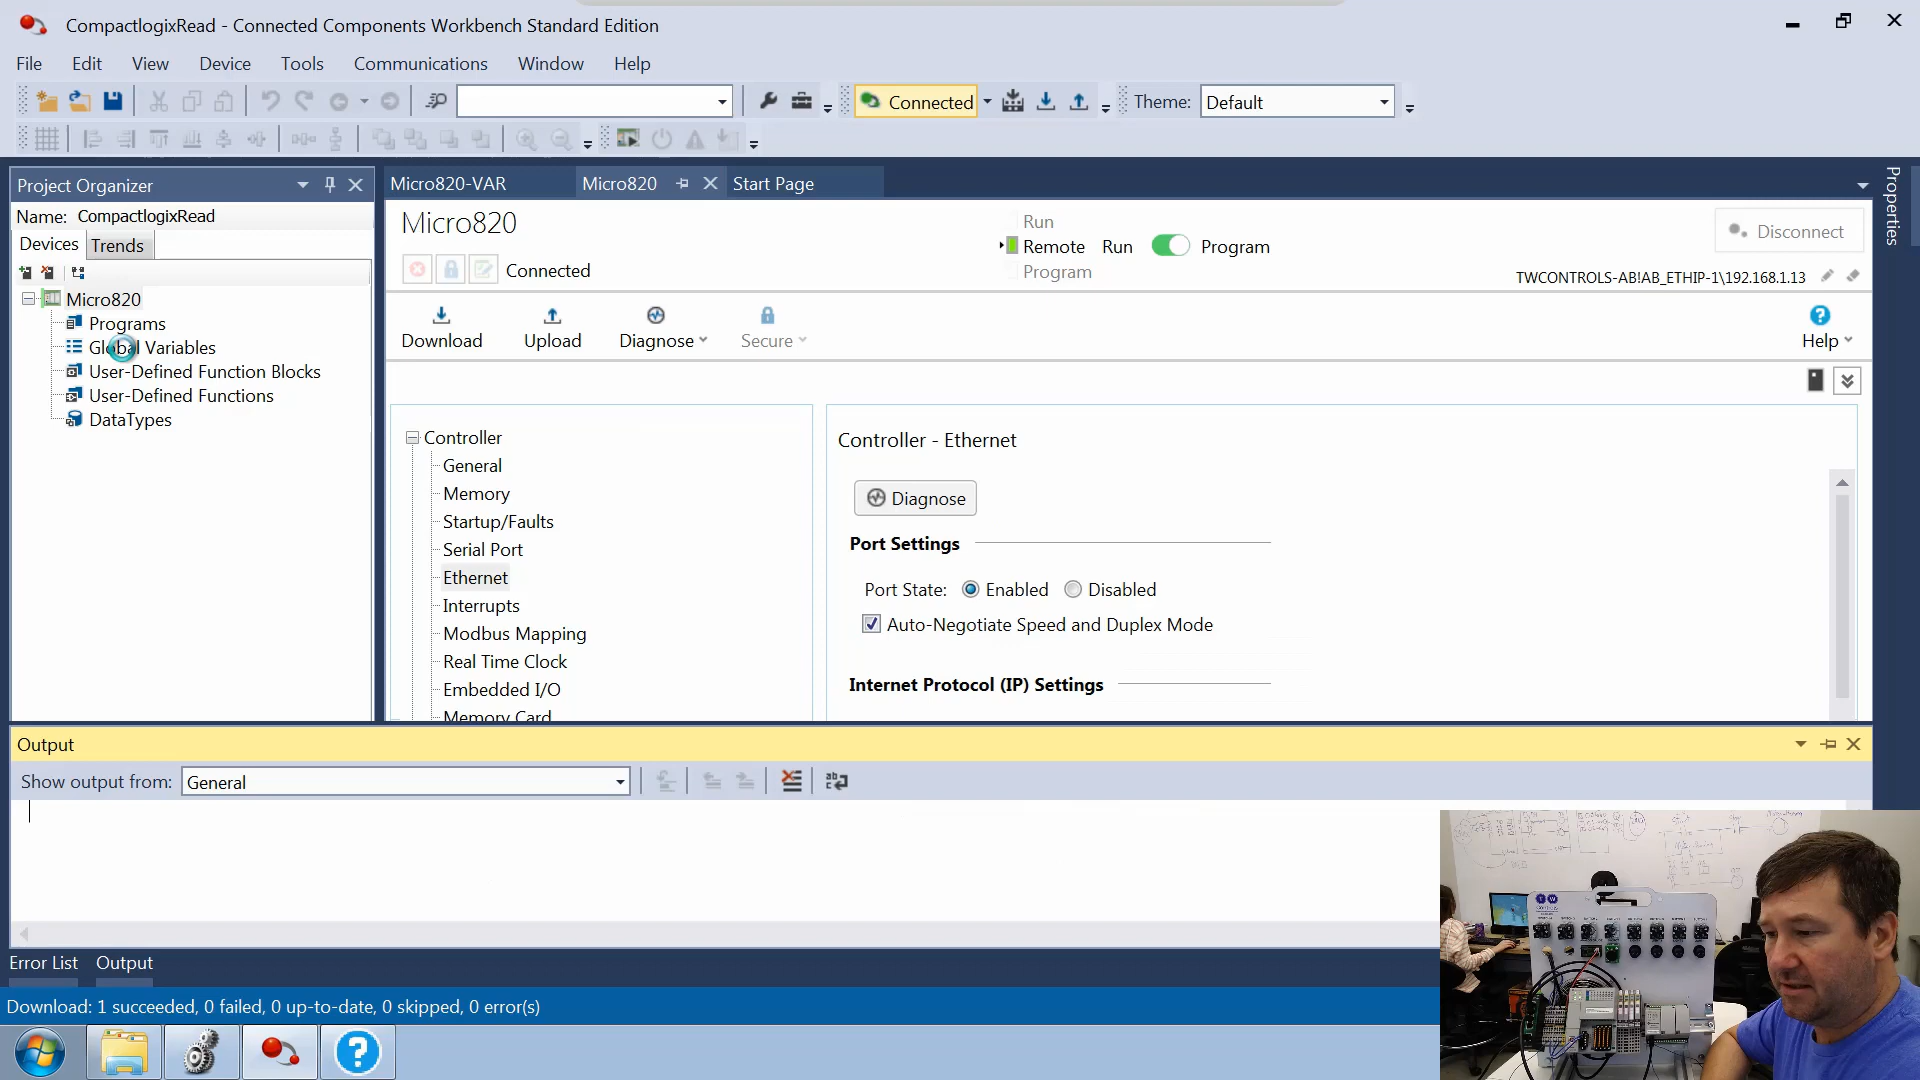 CompactlogixRead - Connected Components Workbench Standard Edition
File Edit View Device Tools Communications Window Help
Connected Theme: Default
Project Organizer
Name: CompactlogixRead
Devices Trends
Micro820
Programs
Global Variables
User-Defined Function Blocks
User-Defined Functions
DataTypes
Micro820-VAR Micro820 Start Page
Properties
Micro820
Connected
Run
Remote Run Program
Program
Disconnect
TWCONTROLS-AB!AB_ETHIP-1\192.168.1.13
Download Upload Diagnose Secure Help
Controller
General
Memory
Startup/Faults
Serial Port
Ethernet
Interrupts
Modbus Mapping
Real Time Clock
Embedded I/O
Memory Card
Controller - Ethernet
Diagnose
Port Settings
Port State: Enabled Disabled
Auto-Negotiate Speed and Duplex Mode
Internet Protocol (IP) Settings
Output
Show output from: General
Error List Output
Download: 1 succeeded, 0 failed, 0 up-to-date, 0 skipped, 0 error(s)